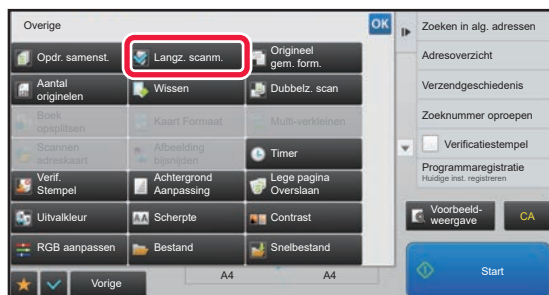 Overige
OK
Opdr. samenst.
Langz. scanm.
Origineel
gem. form.
Aantal
originelen
Wissen
Dubbelz. scan
Boek
opsplitsen
Kaart Formaat
Multi-verkleinen
Scannen
adreskaart
Afbeelding
bijsnijden
Timer
Verif.
Stempel
Achtergrond
Aanpassing
Lege pagina
Overslaan
Uitvalkleur
AA Scherpte
Contrast
RGB aanpassen
Bestand
Snelbestand
Vorige
A4
A4
Zoeken in alg. adressen
Adresoverzicht
Verzendgeschiedenis
Zoeknummer oproepen
Verificatiestempel
Programmaregistratie
Huidige inst. registreren
Voorbeeld-
weergave
CA
Start